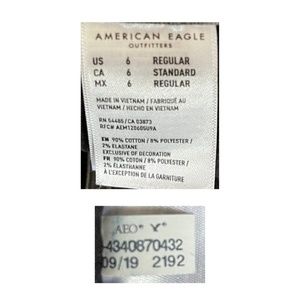 AMERICAN EAGLE
OUTFITTERS
US 6 REGULAR
CA 6 STANDARD
MX 6 REGULAR
MADE IN VIETNAM / FABRIQUÉ AU
VIETNAM / HECHO EN VIETNAM
RN 54485 / CA 03873
RFC# AEM120605U9A
EN 90% COTTON / 8% POLYESTER /
2% ELASTANE
EXCLUSIVE OF DECORATION
FR 90% COTON / 8% POLYESTER /
2% ÉLASTHANNE
À L'EXCEPTION DE LA GARNITURE
AEO
4340870432
09/19 2192